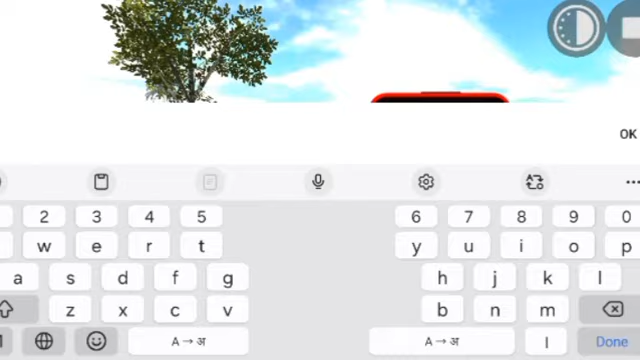 OK
2 3 4 5 6 7 8 9 0
w e r t y u i o p
a s d f g h j k l
z x c v b n m
A→अ A→अ | Done